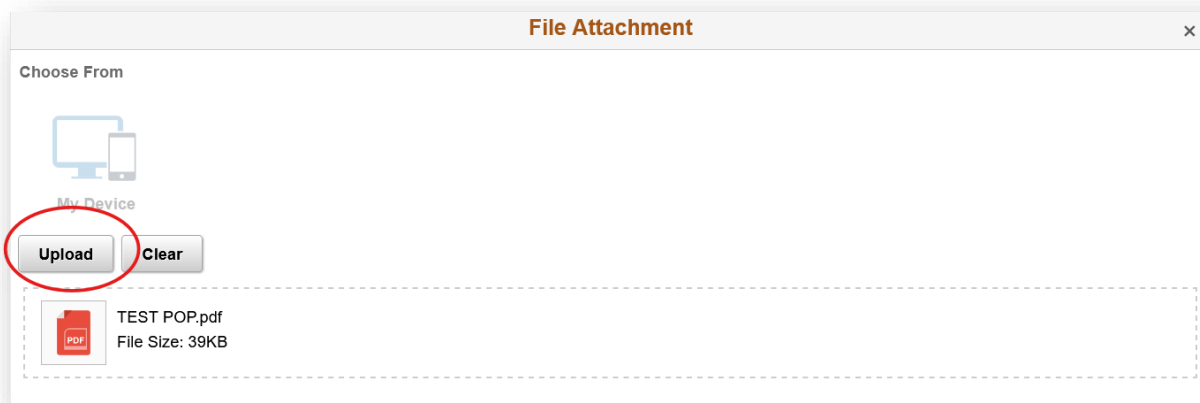 File Attachment
×
Choose From
My Device
Upload
Clear
PDF
TEST POP.pdf
File Size: 39KB